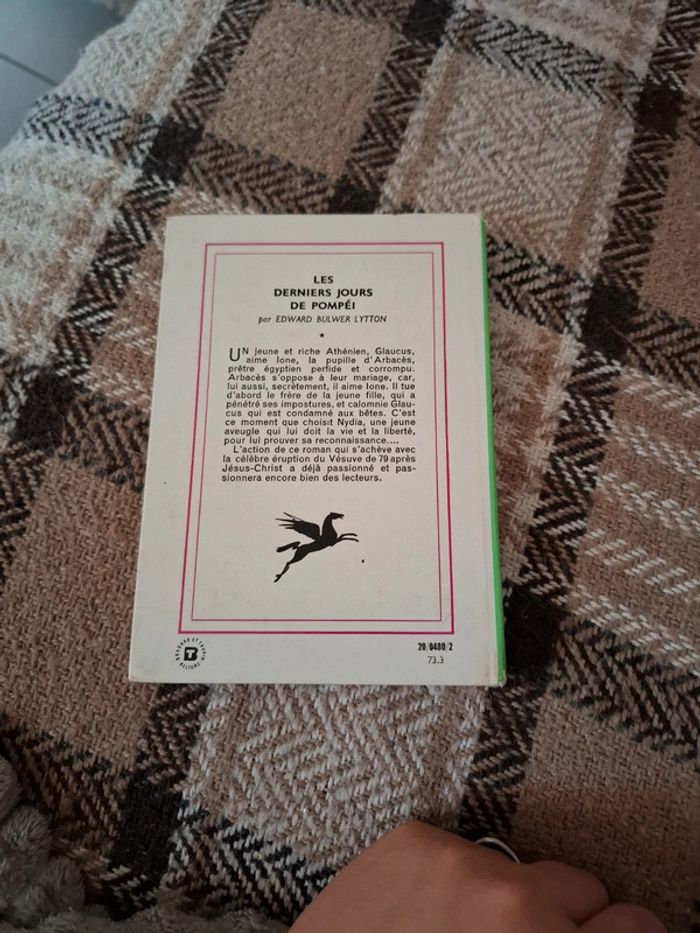 LES
DERNIERS JOURS
DE POMPÉI
par EDWARD BULWER LYTTON
★
UN jeune et riche Athénien, Glaucus,
aime Ione, la pupille d'Arbacès,
prêtre égyptien perfide et corrompu.
Arbacès s'oppose à leur mariage, car,
lui aussi, secrètement, il aime Ione. Il tue
d'abord le frère de la jeune fille, qui a
pénétré ses impostures, et calomnie Glau-
cus qui est condamné aux bêtes. C'est
ce moment que choisit Nydia, une jeune
aveugle qui lui doit la vie et la liberté,
pour lui prouver sa reconnaissance....
L'action de ce roman qui s'achève avec
la célèbre éruption du Vésuve de 79 après
Jésus-Christ a déjà passionné et pas-
sionnera encore bien des lecteurs.
20/0480/2
73.3